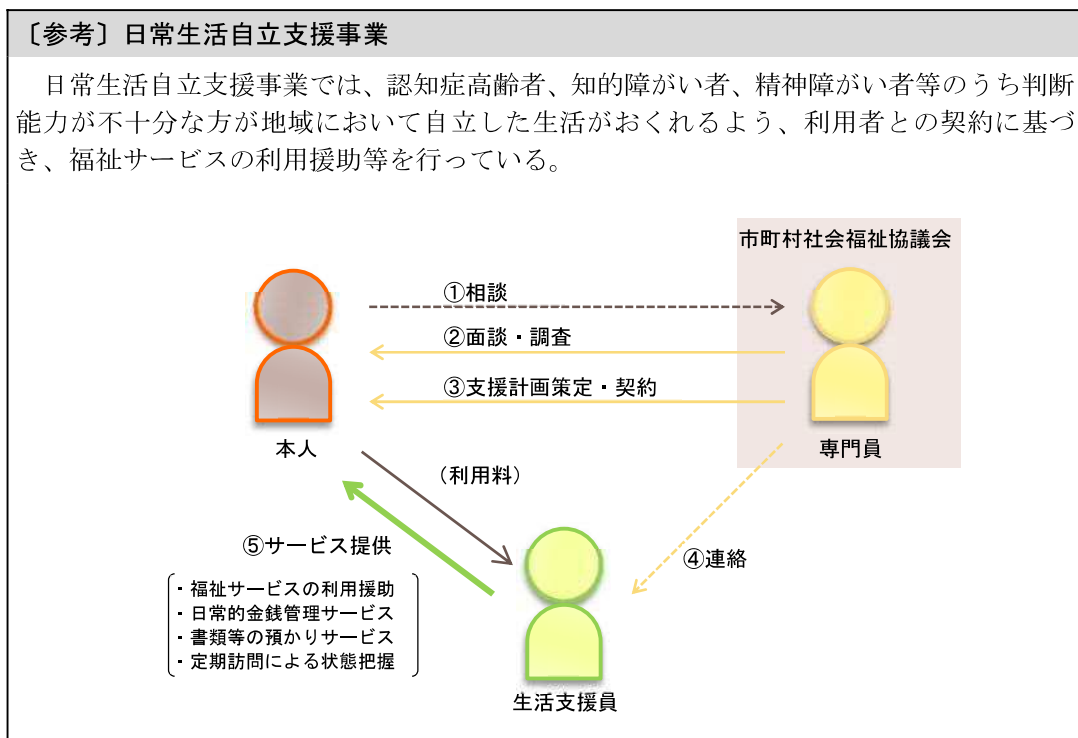 〔参考〕日常生活自立支援事業
日常生活自立支援事業では、認知症高齢者、知的障がい者、精神障がい者等のうち判断
能力が不十分な方が地域において自立した生活がおくれるよう、利用者との契約に基づ
き、福祉サービスの利用援助等を行っている。
市町村社会福祉協議会
①相談
②面談・調査
③支援計画策定・契約
本人
専門員
(利用料)
⑤サービス提供
④連絡
・福祉サービスの利用援助
・日常的金銭管理サービス
・書類等の預かりサービス
・定期訪問による状態把握
生活支援員